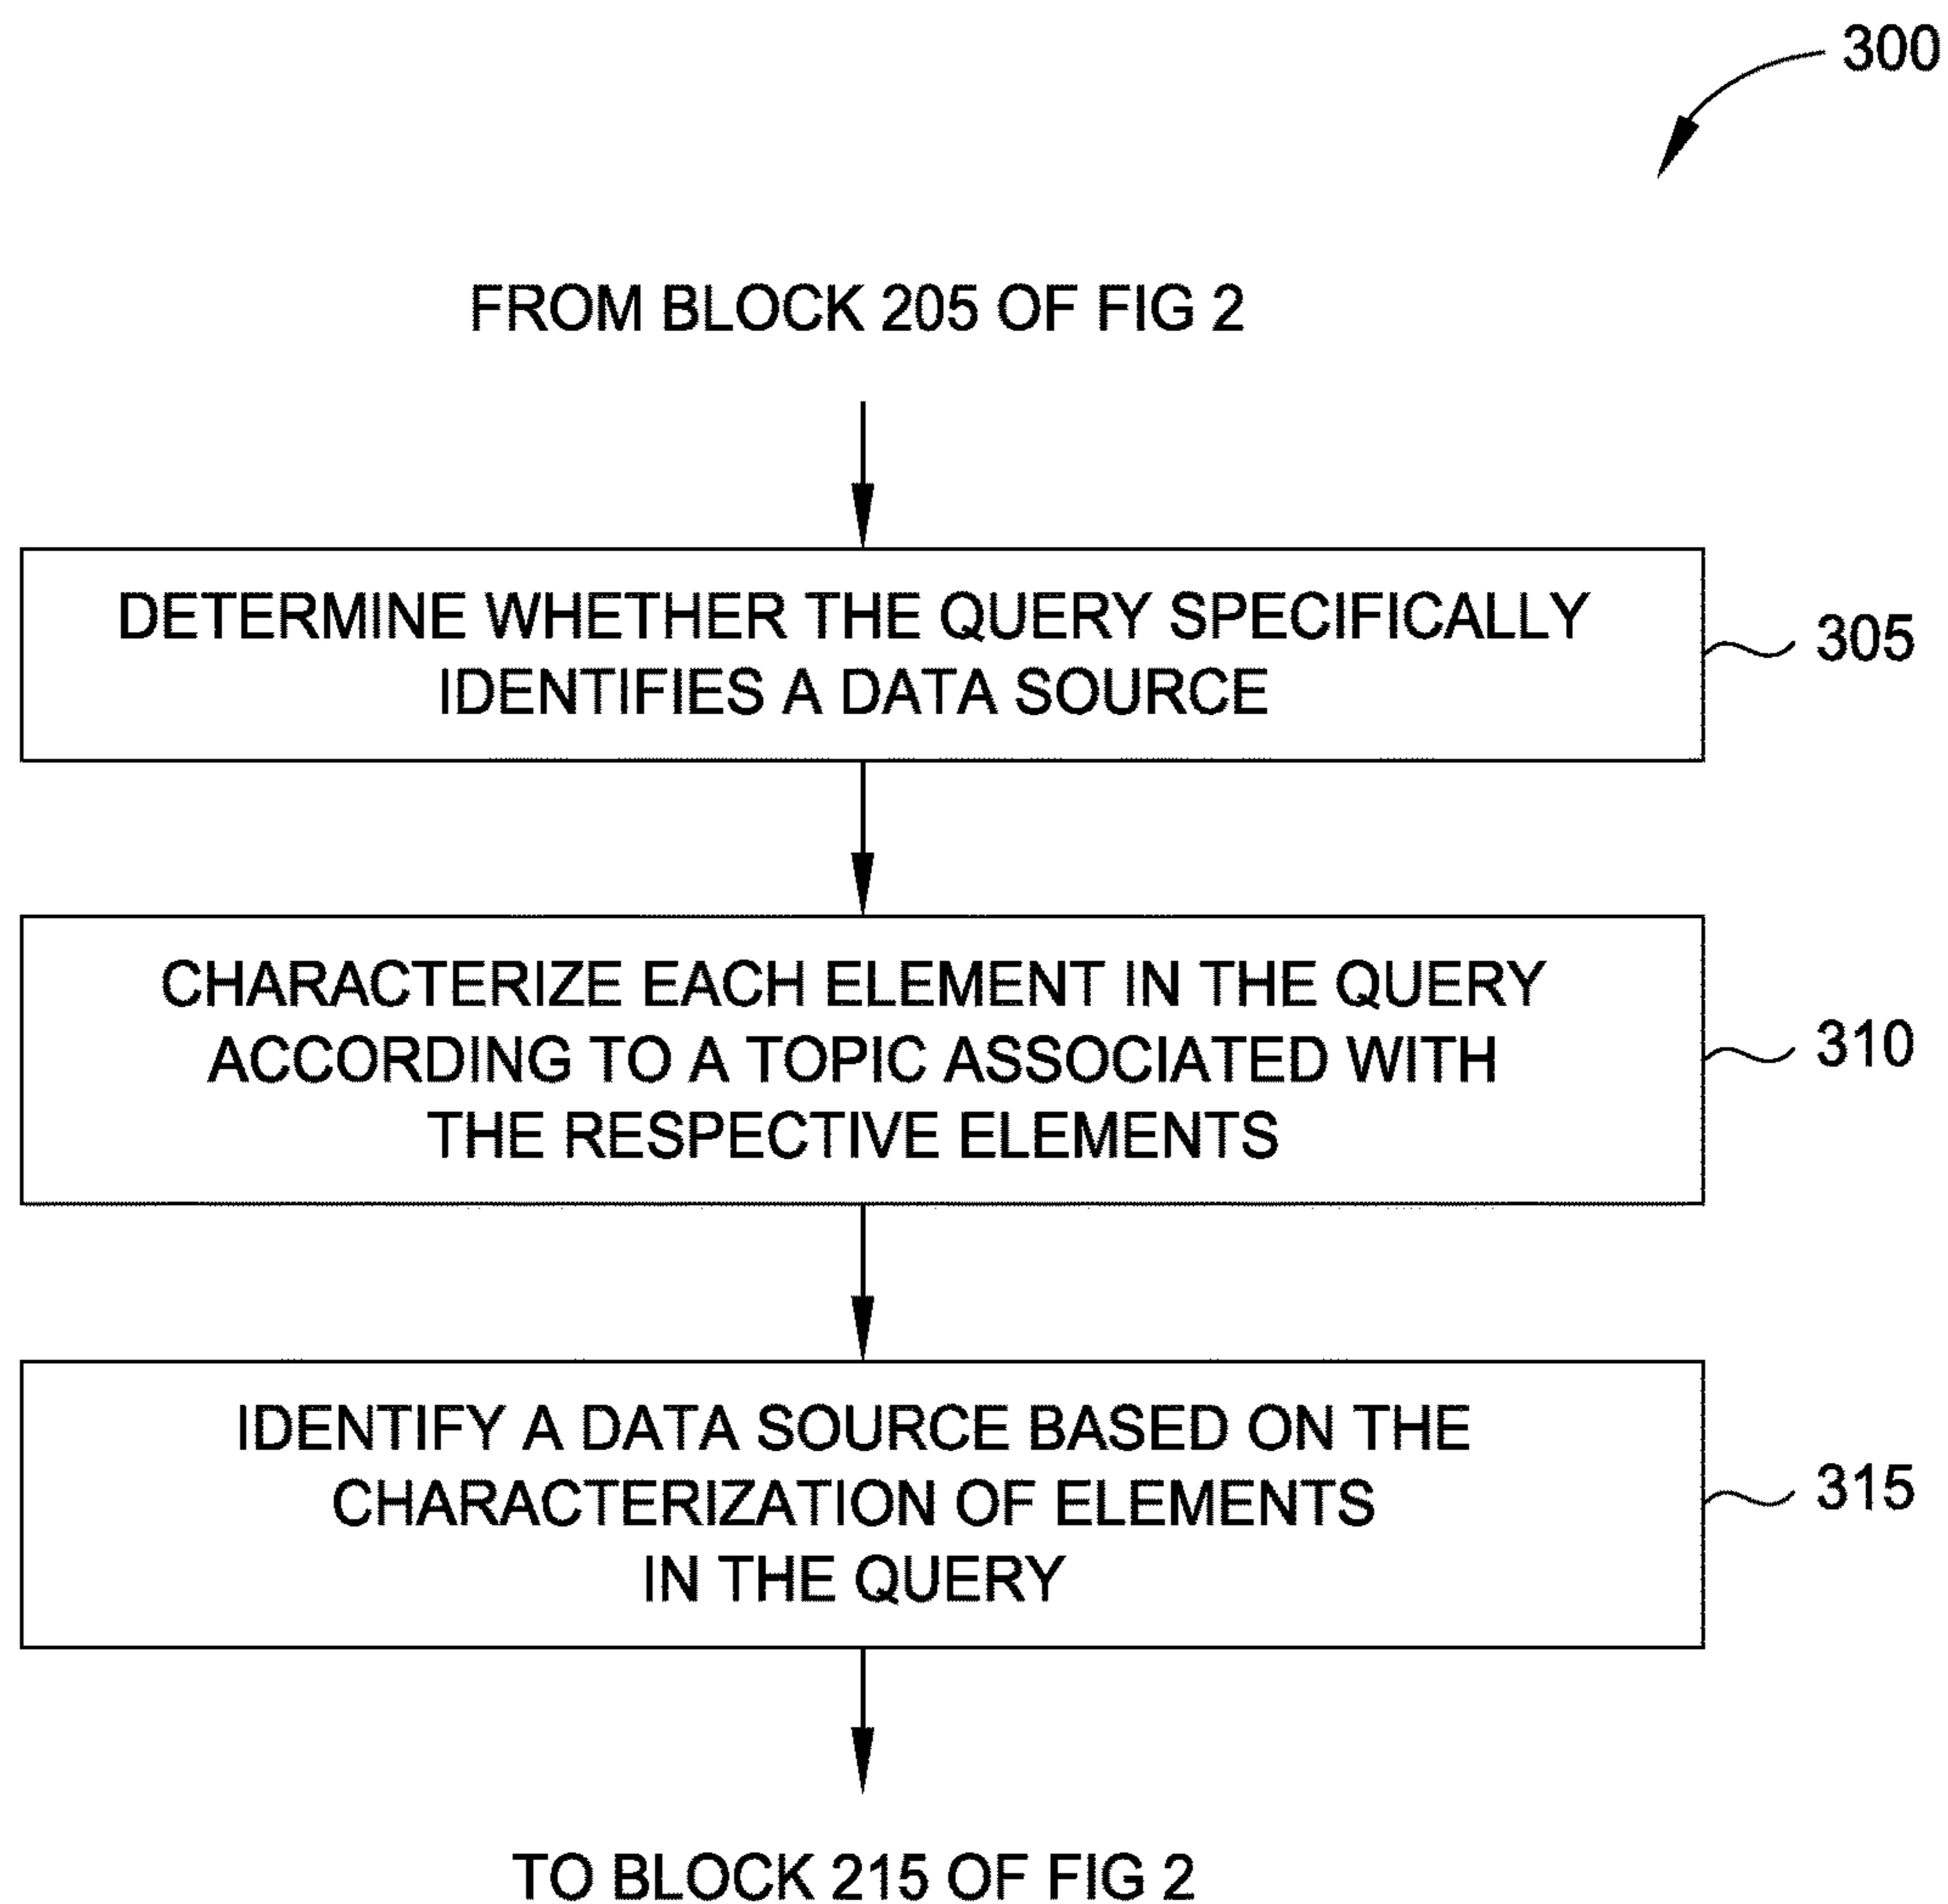 300
FROM BLOCK 205 OF FIG 2
DETERMINE WHETHER THE QUERY SPECIFICALLY
IDENTIFIES A DATA SOURCE
305
CHARACTERIZE EACH ELEMENT IN THE QUERY
ACCORDING TO A TOPIC ASSOCIATED WITH
THE RESPECTIVE ELEMENTS
310
IDENTIFY A DATA SOURCE BASED ON THE
CHARACTERIZATION OF ELEMENTS
IN THE QUERY
315
TO BLOCK 215 OF FIG 2